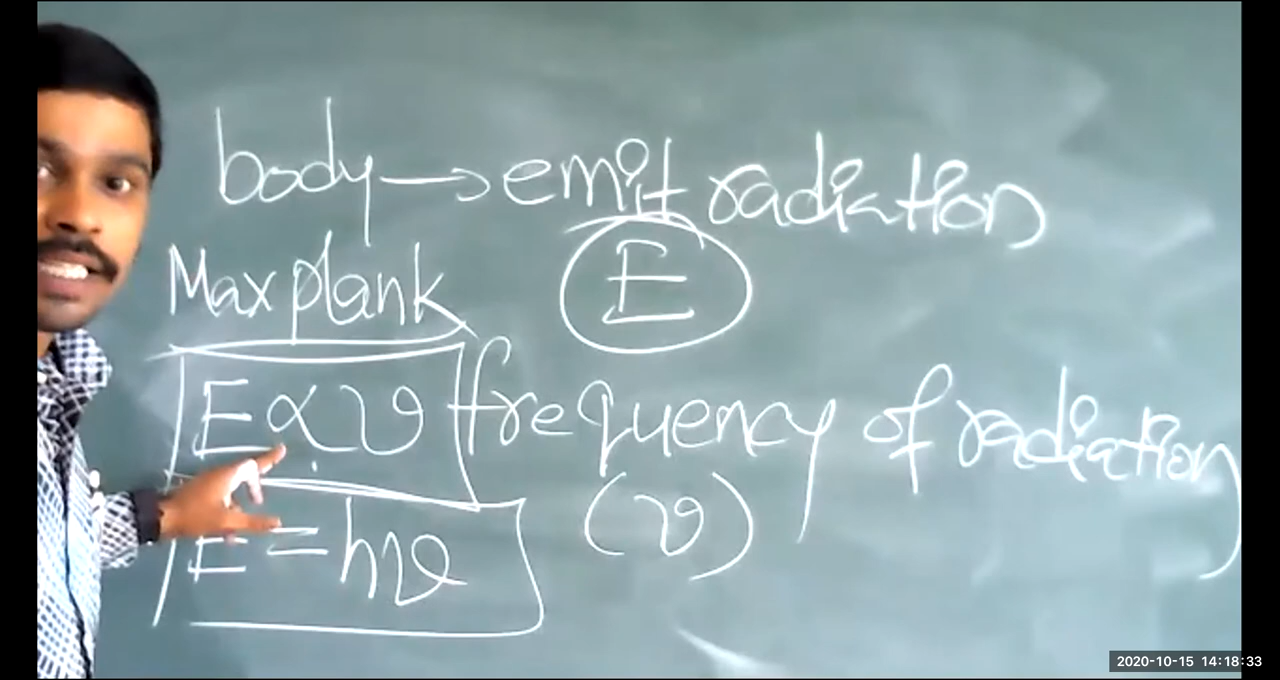 body → emit radiation
Max plank
E
E ∝ ν
frequency of radiation
(ν)
E = hν
2020-10-15 14:18:33